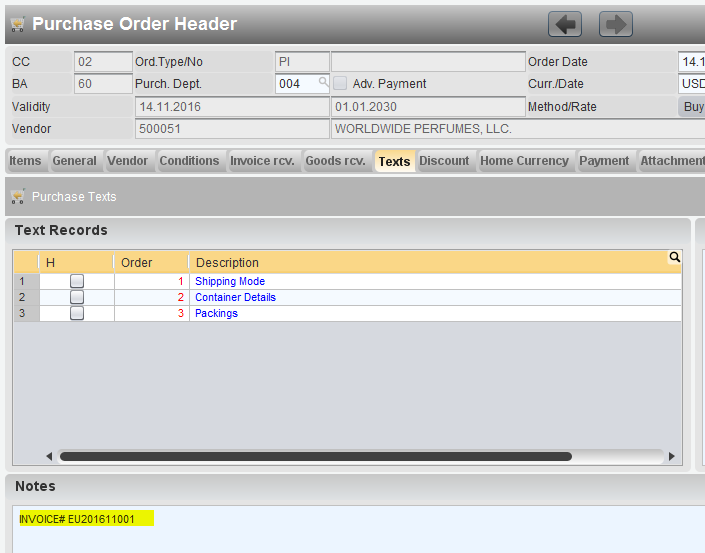 Purchase Order Header
CC 02 Ord.Type/No PI Order Date 14.1
BA 60 Purch. Dept. 004 Adv. Payment Curr./Date USD
Validity 14.11.2016 01.01.2030 Method/Rate Buy
Vendor 500051 WORLDWIDE PERFUMES, LLC.
Items General Vendor Conditions Invoice rcv. Goods rcv. Texts Discount Home Currency Payment Attachment
Purchase Texts
Text Records
H Order Description
1 1 Shipping Mode
2 2 Container Details
3 3 Packings
Notes
INVOICE# EU201611001